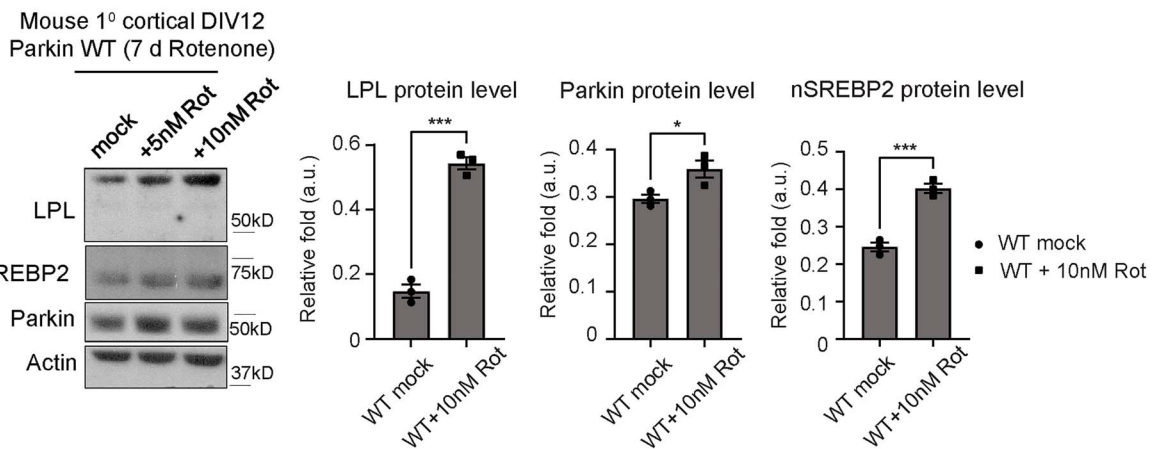 Mouse 1⁰ cortical DIV12
Parkin WT (7 d Rotenone)
mock
+5nM Rot
+10nM Rot
LPL
50kD
REBP2
75kD
Parkin
50kD
Actin
37kD
LPL protein level
***
Relative fold (a.u.)
0.6
0.4
0.2
0
WT mock
WT+10nM Rot
Parkin protein level
*
Relative fold (a.u.)
0.4
0.3
0.2
0.1
0
WT mock
WT+10nM Rot
nSREBP2 protein level
***
Relative fold (a.u.)
0.5
0.4
0.3
0.2
0.1
0
WT mock
WT+10nM Rot
WT mock
WT + 10nM Rot